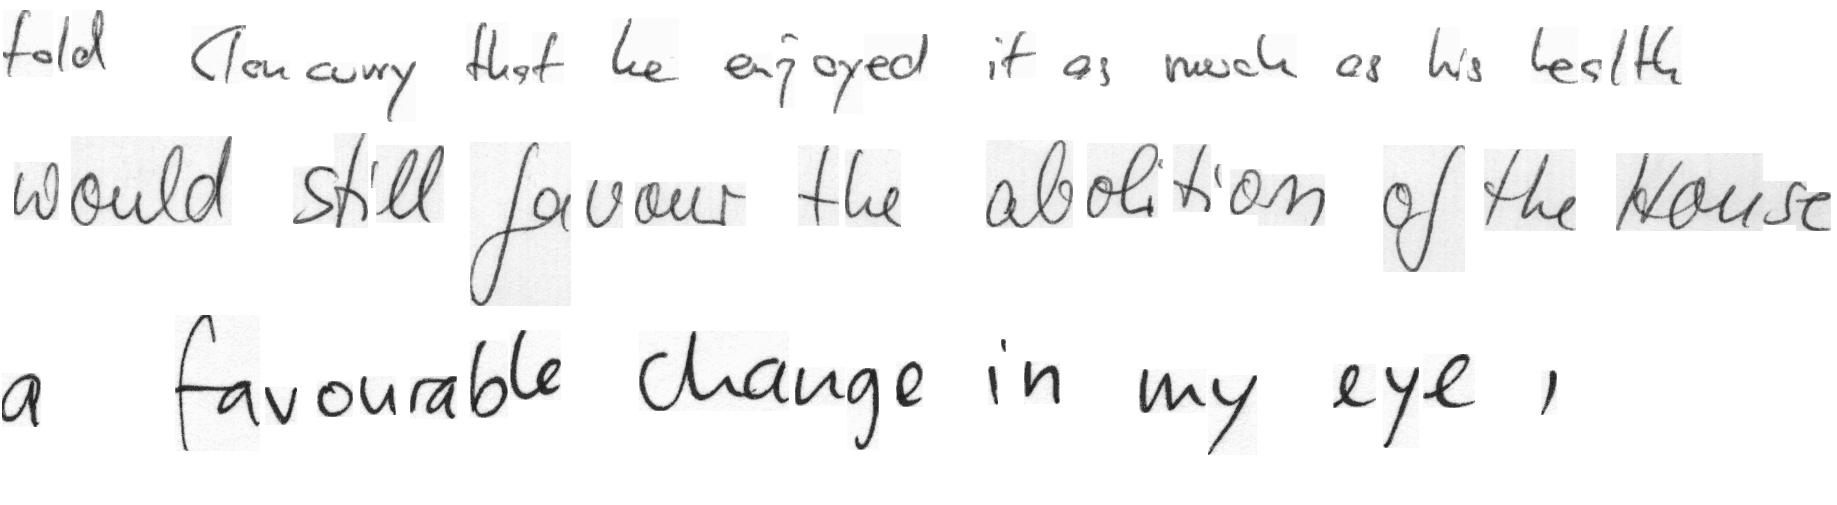 told Cloncurry that he enjoyed it as much as his health
would still favour the abolition of the House
a favourable change in my eye ,